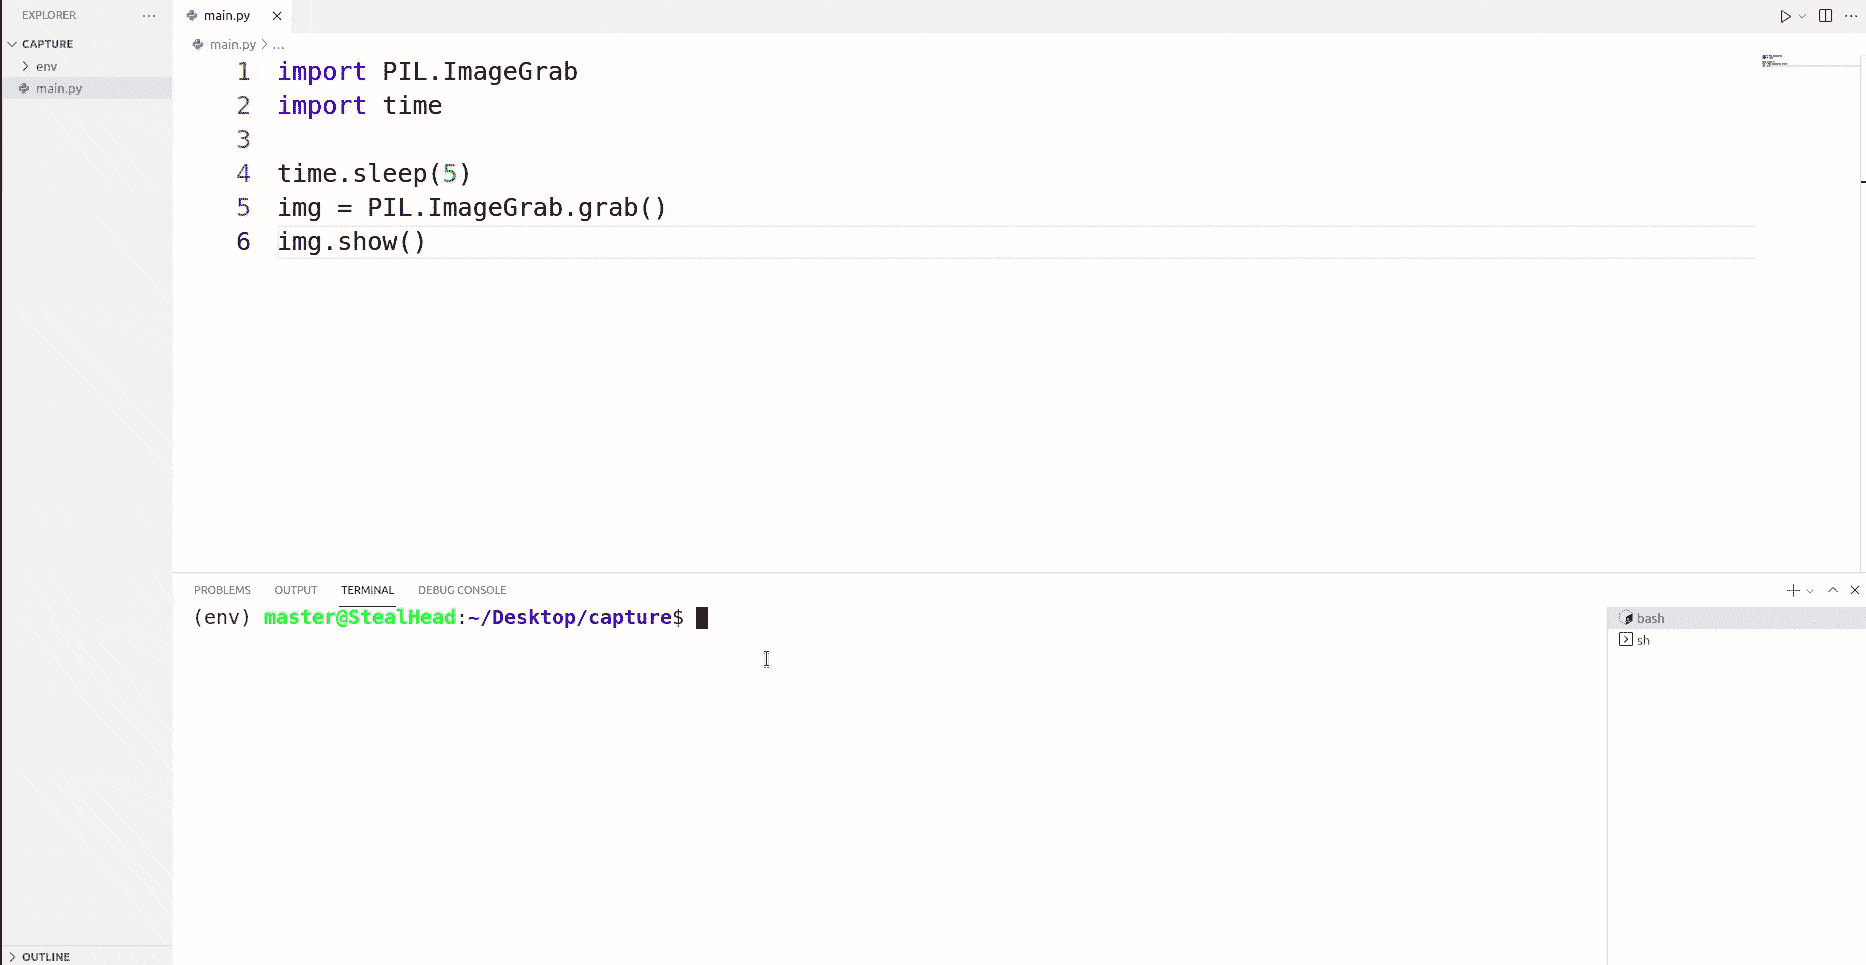 EXPLORER ...
CAPTURE
env
main.py
OUTLINE
main.py
main.py > ...
1 import PIL.ImageGrab
2 import time
3
4 time.sleep(5)
5 img = PIL.ImageGrab.grab()
6 img.show()
PROBLEMS OUTPUT TERMINAL DEBUG CONSOLE
(env) master@StealHead:~/Desktop/capture$
bash
sh